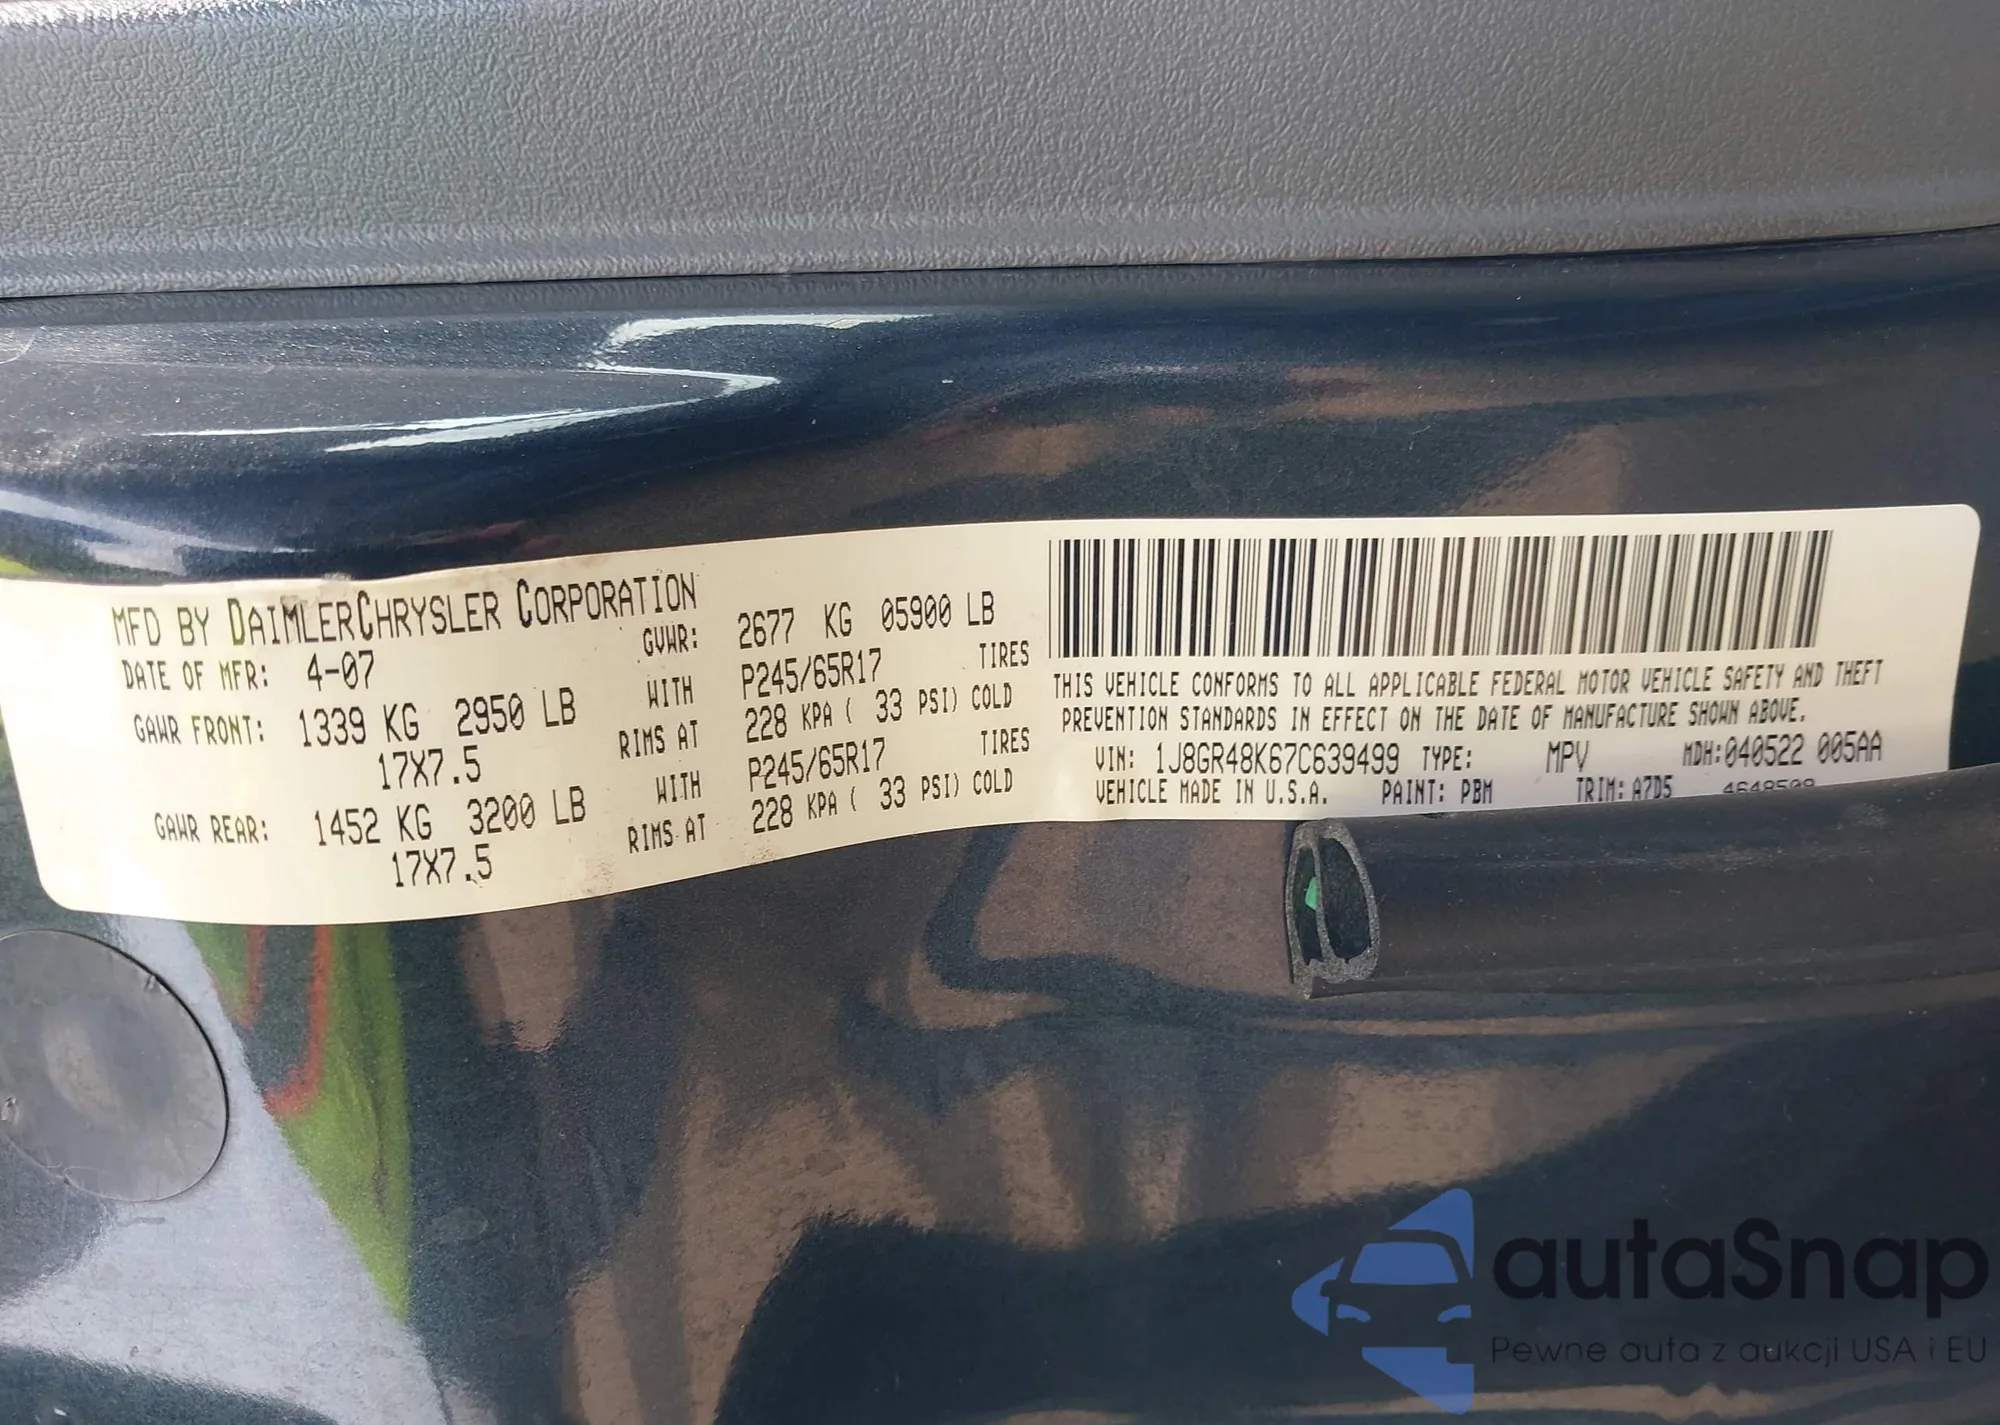 MFD BY DAIMLERCHRYSLER CORPORATION
DATE OF MFR: 4-07 GVWR: 2677 KG 05900 LB
GAWR FRONT: 1339 KG 2950 LB WITH P245/65R17 TIRES
17X7.5 RIMS AT 228 KPA ( 33 PSI) COLD
GAWR REAR: 1452 KG 3200 LB WITH P245/65R17 TIRES
17X7.5 RIMS AT 228 KPA ( 33 PSI) COLD
THIS VEHICLE CONFORMS TO ALL APPLICABLE FEDERAL MOTOR VEHICLE SAFETY AND THEFT
PREVENTION STANDARDS IN EFFECT ON THE DATE OF MANUFACTURE SHOWN ABOVE.
VIN: 1J8GR48K67C639499 TYPE: MPV MDH:040522 005AA
VEHICLE MADE IN U.S.A. PAINT: PBM TRIM: A7D5
autaSnap
Pewne auta z aukcji USA i EU